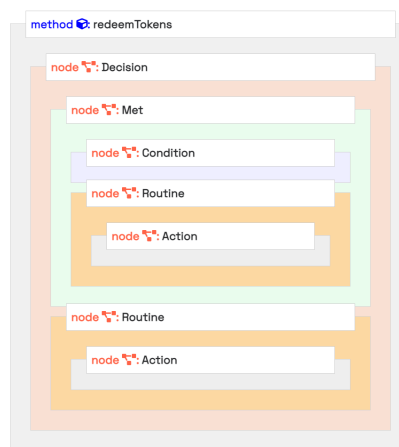 method : redeemTokens
node : Decision
node : Met
node : Condition
node : Routine
node : Action
node : Routine
node : Action